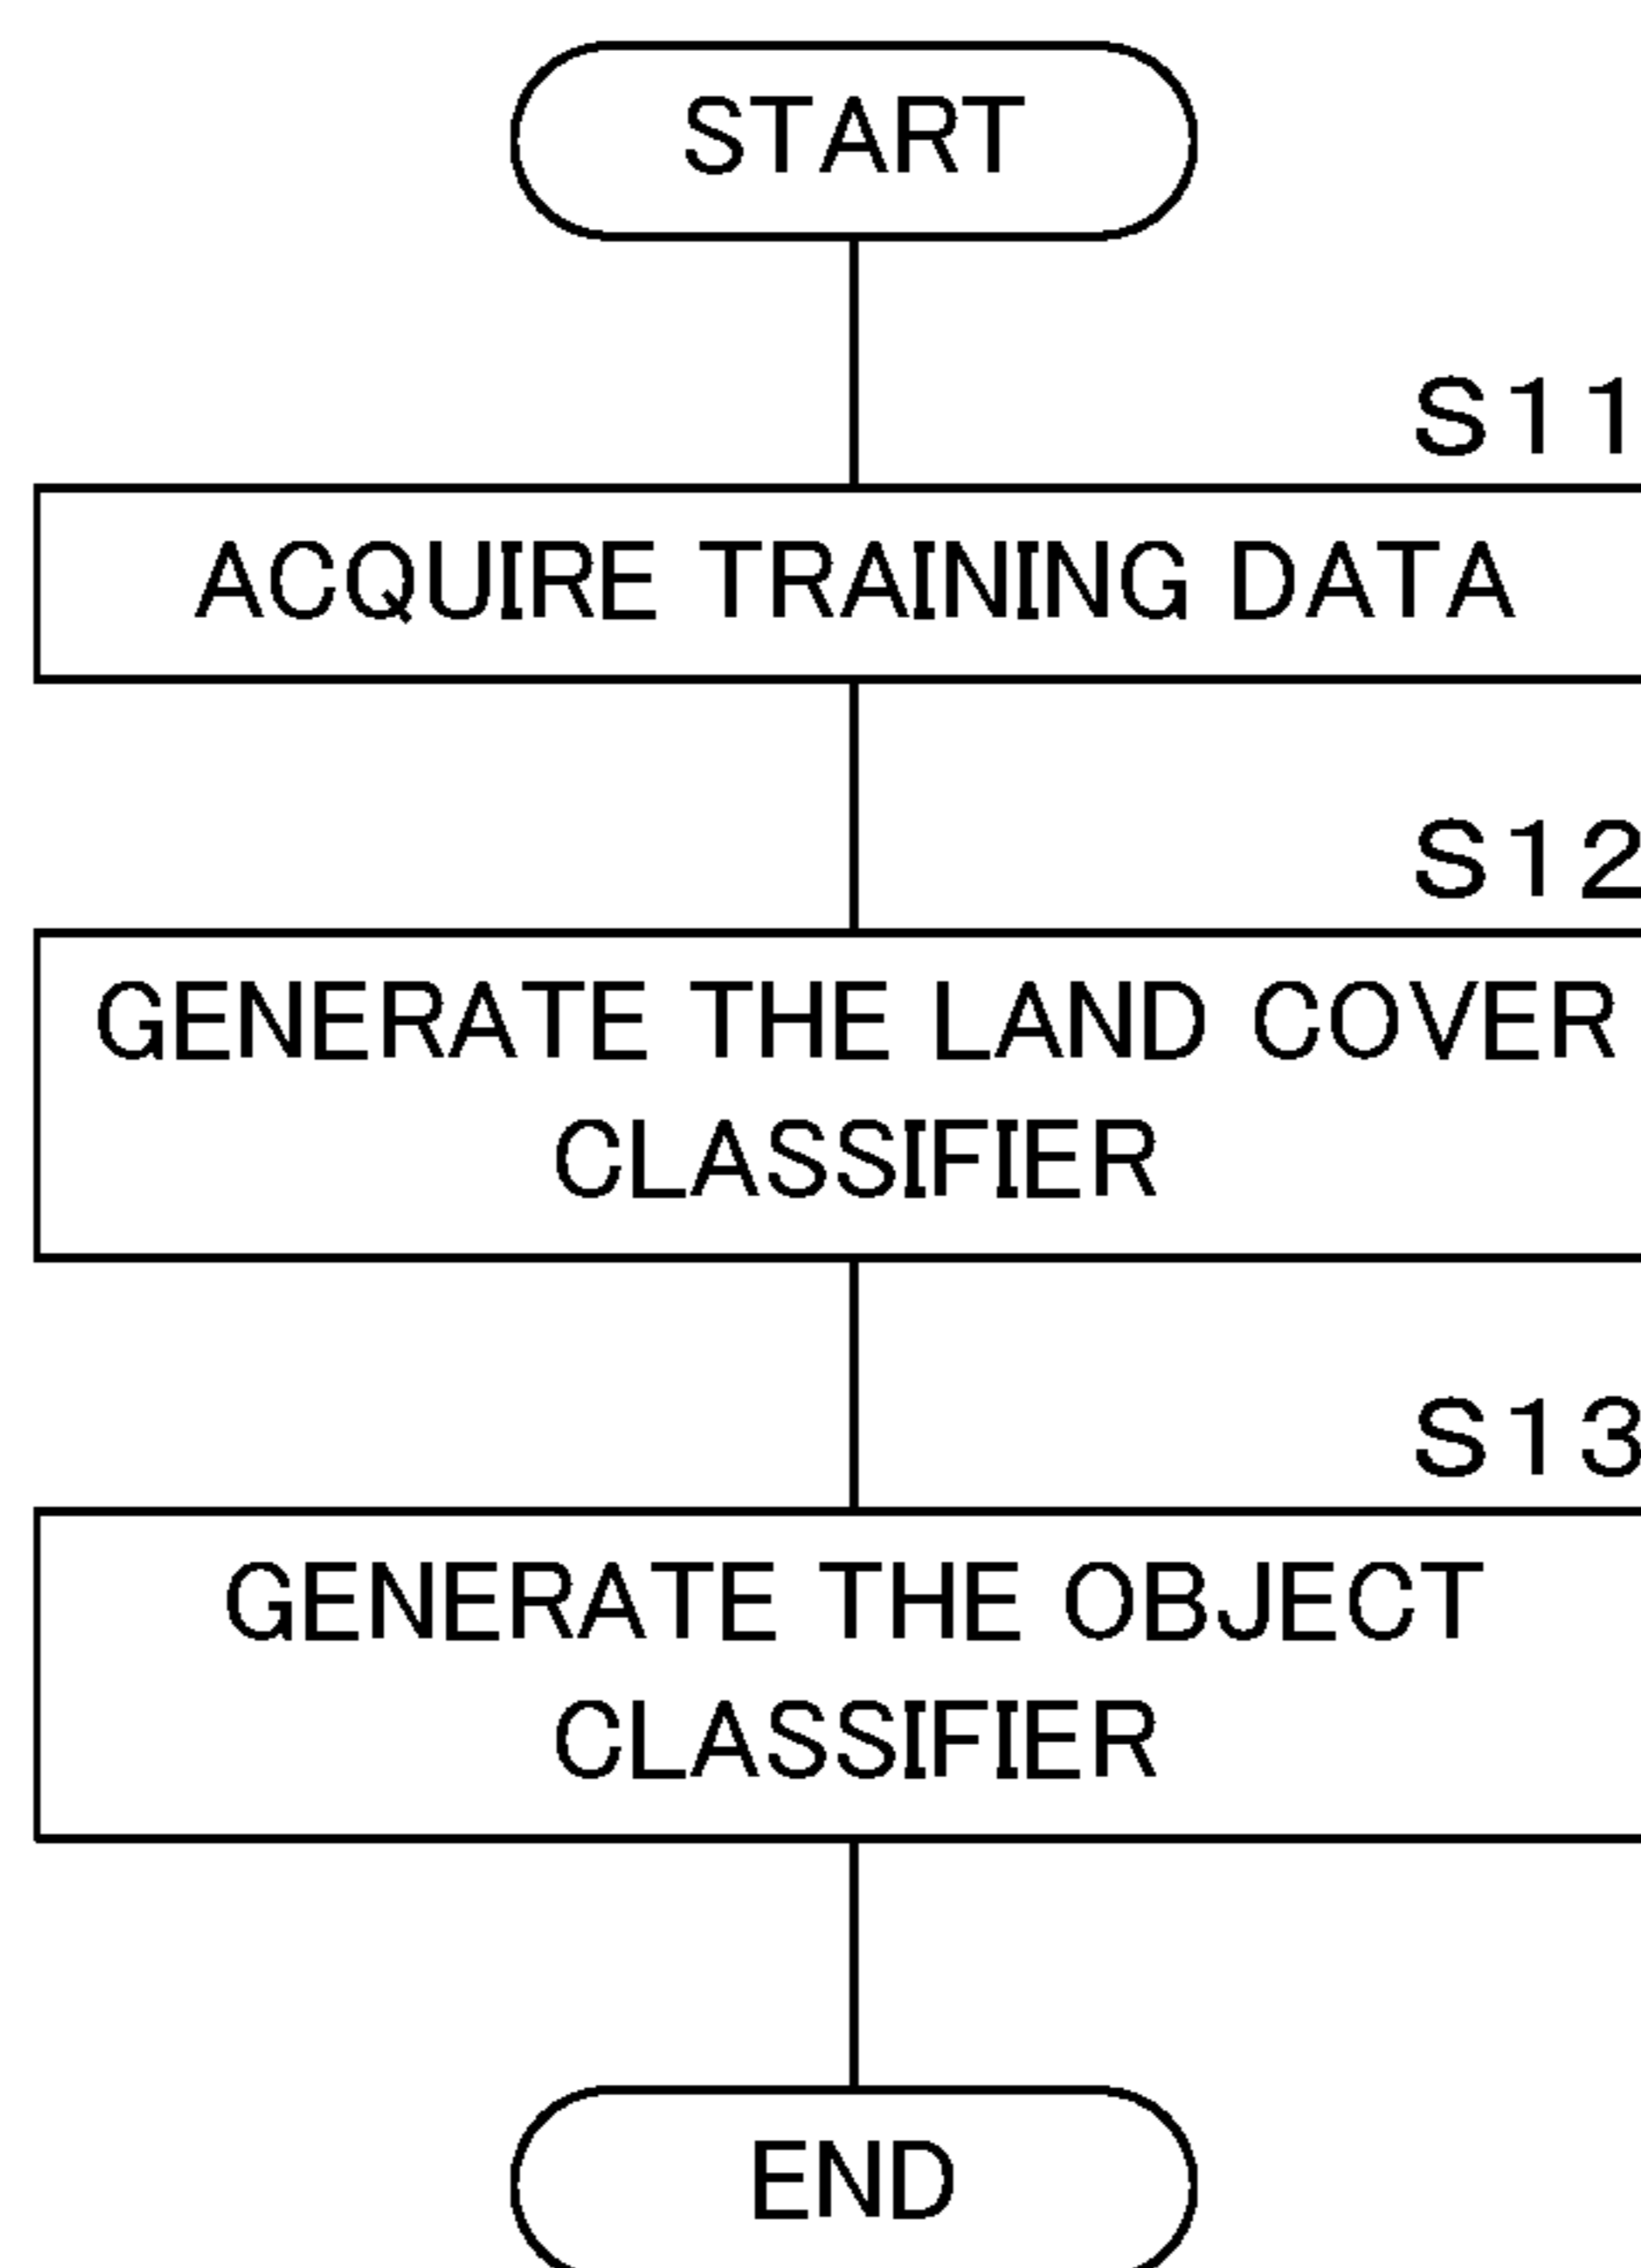 START
S11
ACQUIRE TRAINING DATA
S12
GENERATE THE LAND COVER
CLASSIFIER
S13
GENERATE THE OBJECT
CLASSIFIER
END